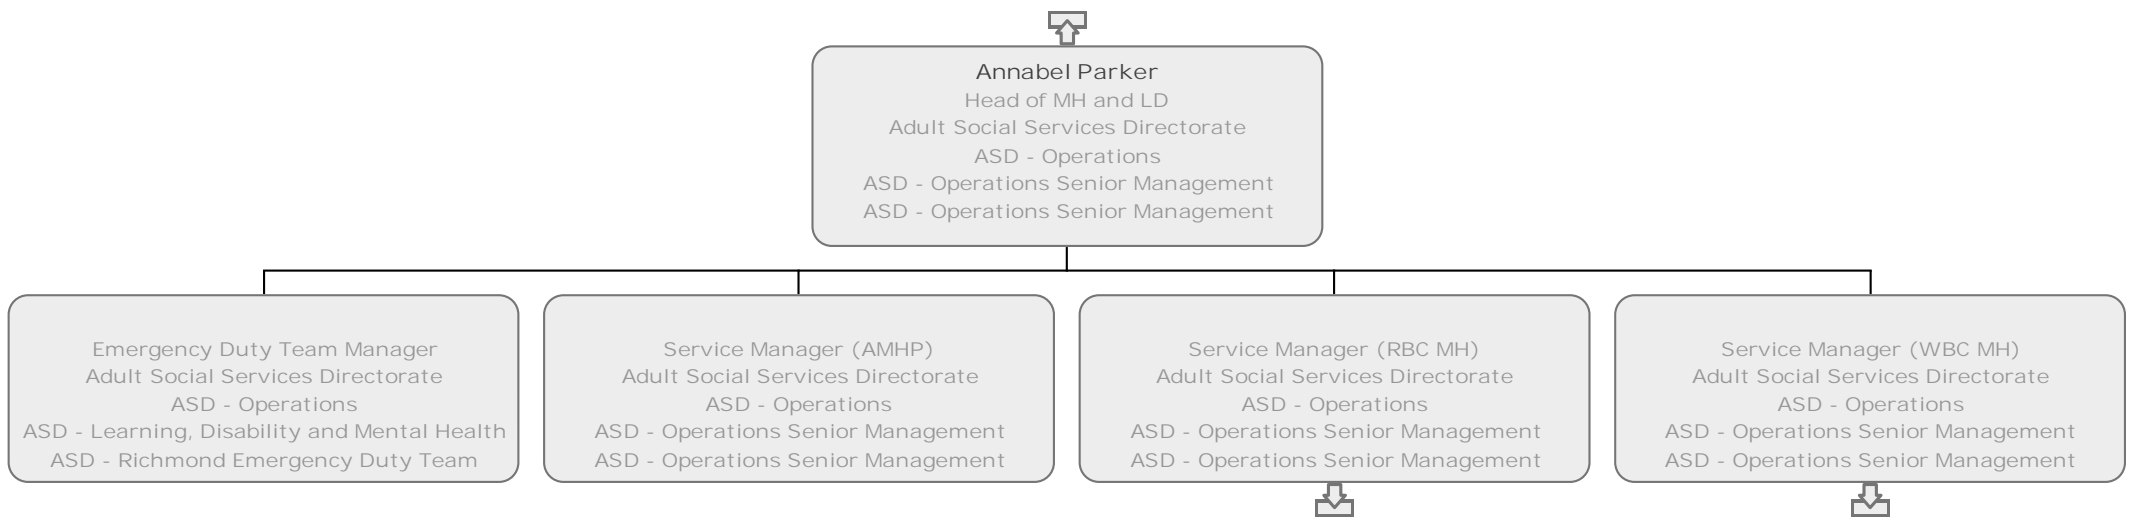 Annabel Parker
Head of MH and LD
Adult Social Services Directorate
ASD - Operations
ASD - Operations Senior Management
ASD - Operations Senior Management
Emergency Duty Team Manager
Adult Social Services Directorate
ASD - Operations
ASD - Learning, Disability and Mental Health
ASD - Richmond Emergency Duty Team
Service Manager (AMHP)
Adult Social Services Directorate
ASD - Operations
ASD - Operations Senior Management
ASD - Operations Senior Management
Service Manager (RBC MH)
Adult Social Services Directorate
ASD - Operations
ASD - Operations Senior Management
ASD - Operations Senior Management
Service Manager (WBC MH)
Adult Social Services Directorate
ASD - Operations
ASD - Operations Senior Management
ASD - Operations Senior Management